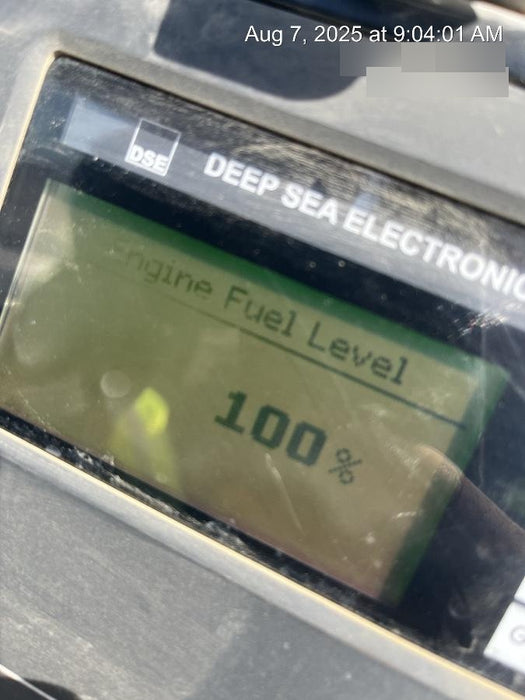 Aug 7, 2025 at 9:04:01 AM
DSE
DEEP SEA ELECTRONIC
Engine Fuel Level
100 %